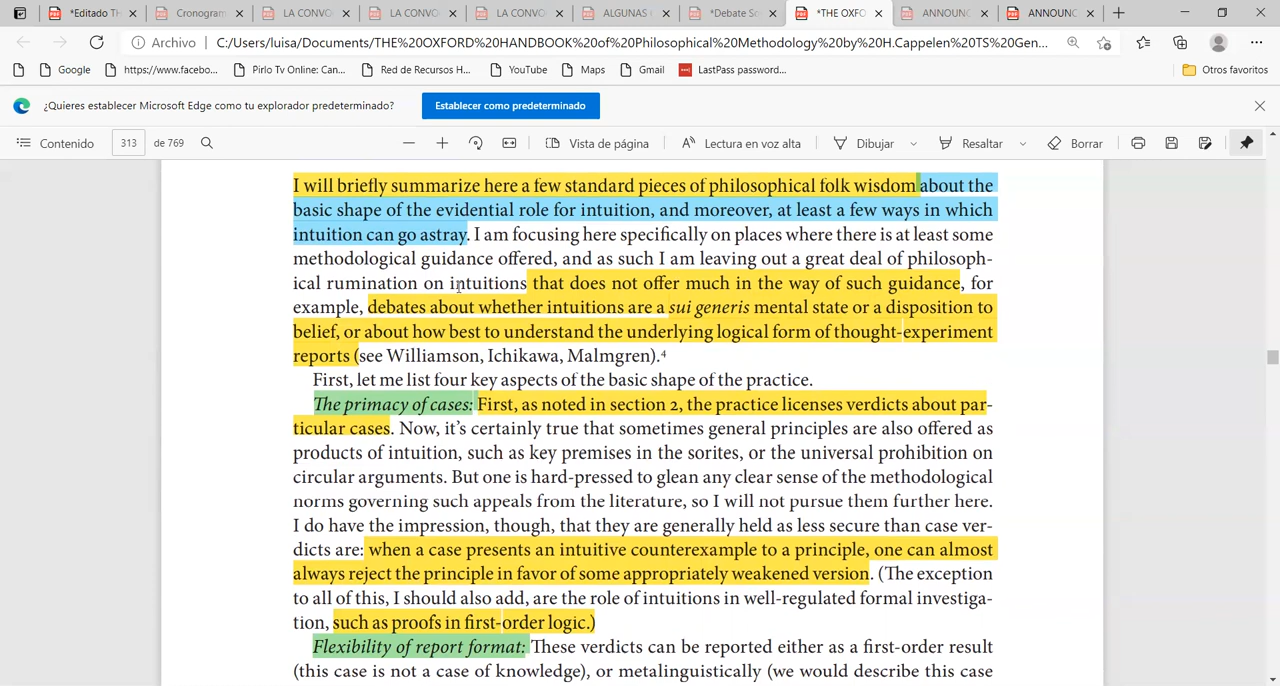 *Editado TH
Cronogram
LA CONVO
LA CONVO
LA CONVO
ALGUNAS
*Debate So
*THE OXFO
ANNOUNC
ANNOUNC
Archivo C:/Users/luisa/Documents/THE%20OXFORD%20HANDBOOK%20of%20Philosophical%20Methodology%20by%20H.Cappelen%20TS%20Gen...
Google https://www.facebo... Pirlo Tv Online: Can... Red de Recursos H... YouTube Maps Gmail LastPass password... Otros favoritos
¿Quieres establecer Microsoft Edge como tu explorador predeterminado? Establecer como predeterminado
Contenido 313 de 769 Vista de página Lectura en voz alta Dibujar Resaltar Borrar
I will briefly summarize here a few standard pieces of philosophical folk wisdom about the
basic shape of the evidential role for intuition, and moreover, at least a few ways in which
intuition can go astray. I am focusing here specifically on places where there is at least some
methodological guidance offered, and as such I am leaving out a great deal of philosoph-
ical rumination on intuitions that does not offer much in the way of such guidance, for
example, debates about whether intuitions are a sui generis mental state or a disposition to
belief, or about how best to understand the underlying logical form of thought-experiment
reports (see Williamson, Ichikawa, Malmgren).⁴
First, let me list four key aspects of the basic shape of the practice.
The primacy of cases: First, as noted in section 2, the practice licenses verdicts about par-
ticular cases. Now, it's certainly true that sometimes general principles are also offered as
products of intuition, such as key premises in the sorites, or the universal prohibition on
circular arguments. But one is hard-pressed to glean any clear sense of the methodological
norms governing such appeals from the literature, so I will not pursue them further here.
I do have the impression, though, that they are generally held as less secure than case ver-
dicts are: when a case presents an intuitive counterexample to a principle, one can almost
always reject the principle in favor of some appropriately weakened version. (The exception
to all of this, I should also add, are the role of intuitions in well-regulated formal investiga-
tion, such as proofs in first-order logic.)
Flexibility of report format: These verdicts can be reported either as a first-order result
(this case is not a case of knowledge), or metalinguistically (we would describe this case